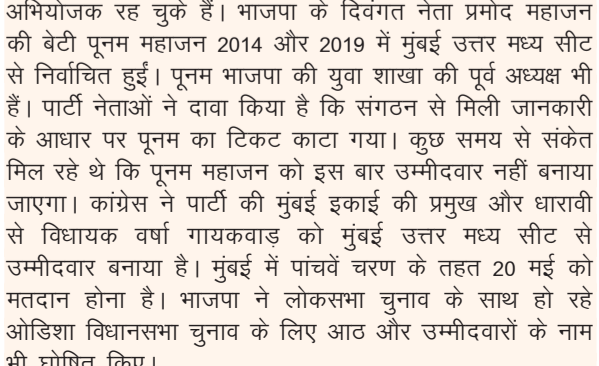 अभियोजक रह चुके हैं। भाजपा के दिवंगत नेता प्रमोद महाजन
की बेटी पूनम महाजन 2014 और 2019 में मुंबई उत्तर मध्य सीट
से निर्वाचित हुईं। पूनम भाजपा की युवा शाखा की पूर्व अध्यक्ष भी
हैं। पार्टी नेताओं ने दावा किया है कि संगठन से मिली जानकारी
के आधार पर पूनम का टिकट काटा गया। कुछ समय से संकेत
मिल रहे थे कि पूनम महाजन को इस बार उम्मीदवार नहीं बनाया
जाएगा। कांग्रेस ने पार्टी की मुंबई इकाई की प्रमुख और धारावी
से विधायक वर्षा गायकवाड़ को मुंबई उत्तर मध्य सीट से
उम्मीदवार बनाया है। मुंबई में पांचवें चरण के तहत 20 मई को
मतदान होना है। भाजपा ने लोकसभा चुनाव के साथ हो रहे
ओडिशा विधानसभा चुनाव के लिए आठ और उम्मीदवारों के नाम
भी घोषित किए।